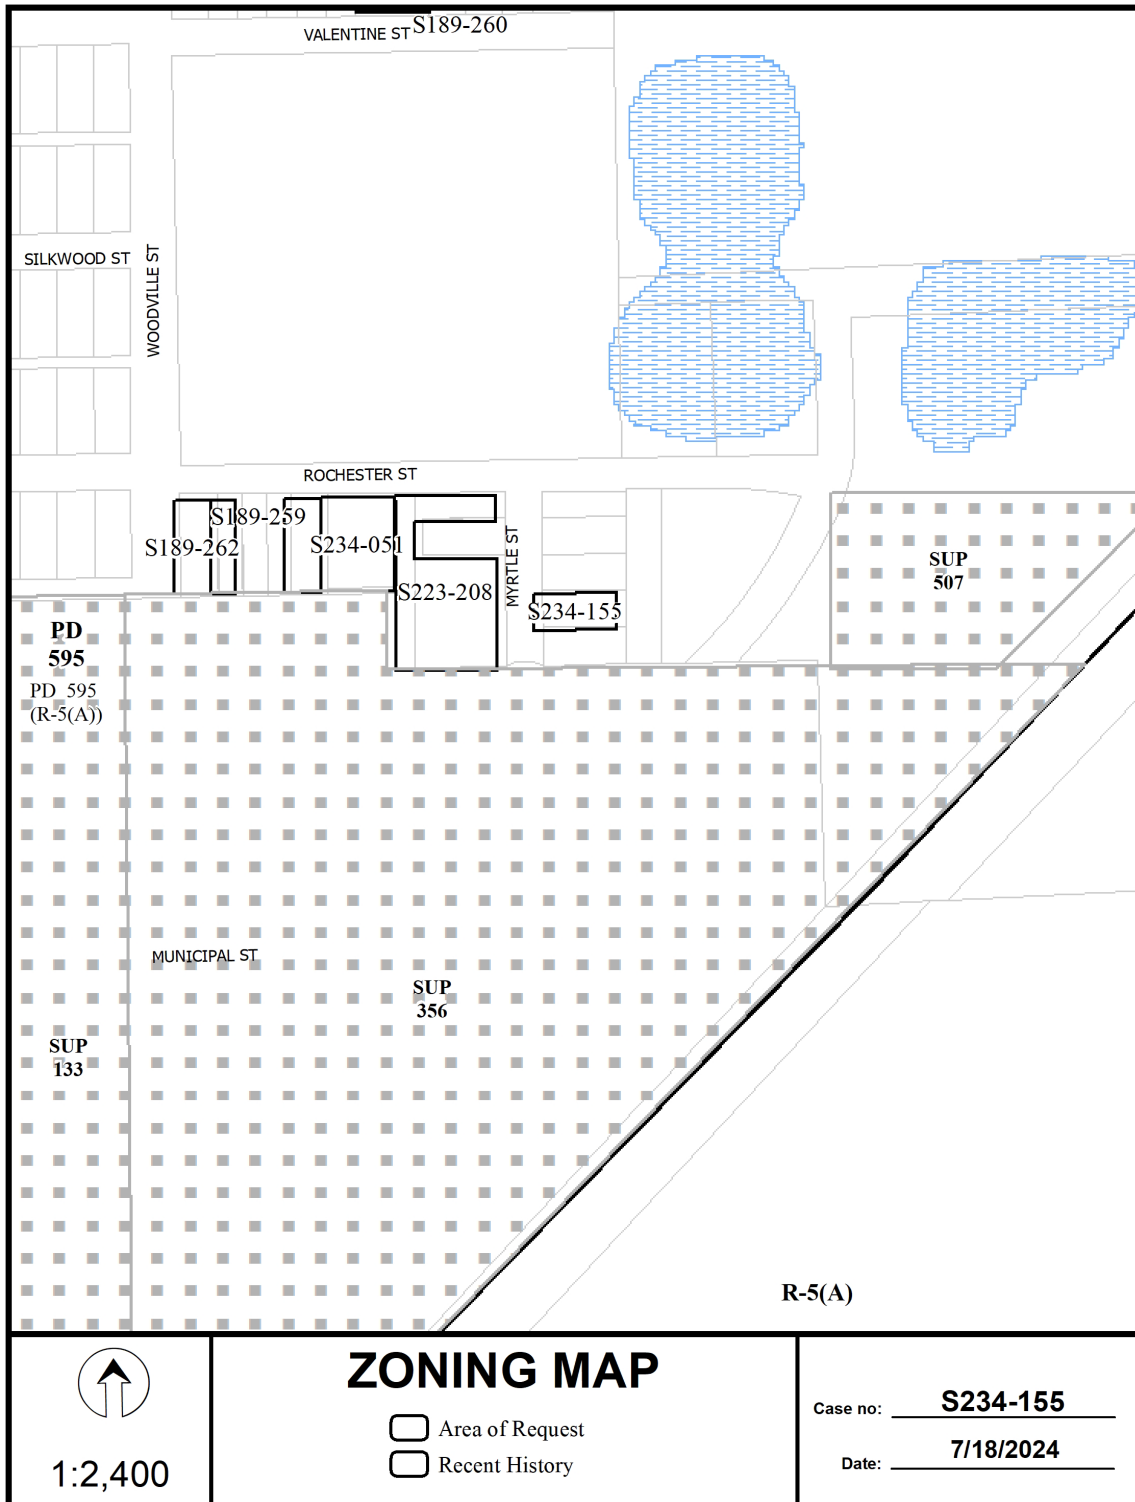 VALENTINE ST
S189-260
SILKWOOD ST
WOODVILLE ST
ROCHESTER ST
S189-259
S189-262
S234-051
S223-208
MYRTLE ST
S234-155
SUP
507
PD
595
PD 595
(R-5(A))
MUNICIPAL ST
SUP
356
SUP
133
R-5(A)
1:2,400
ZONING MAP
Area of Request
Recent History
Case no: S234-155
Date: 7/18/2024